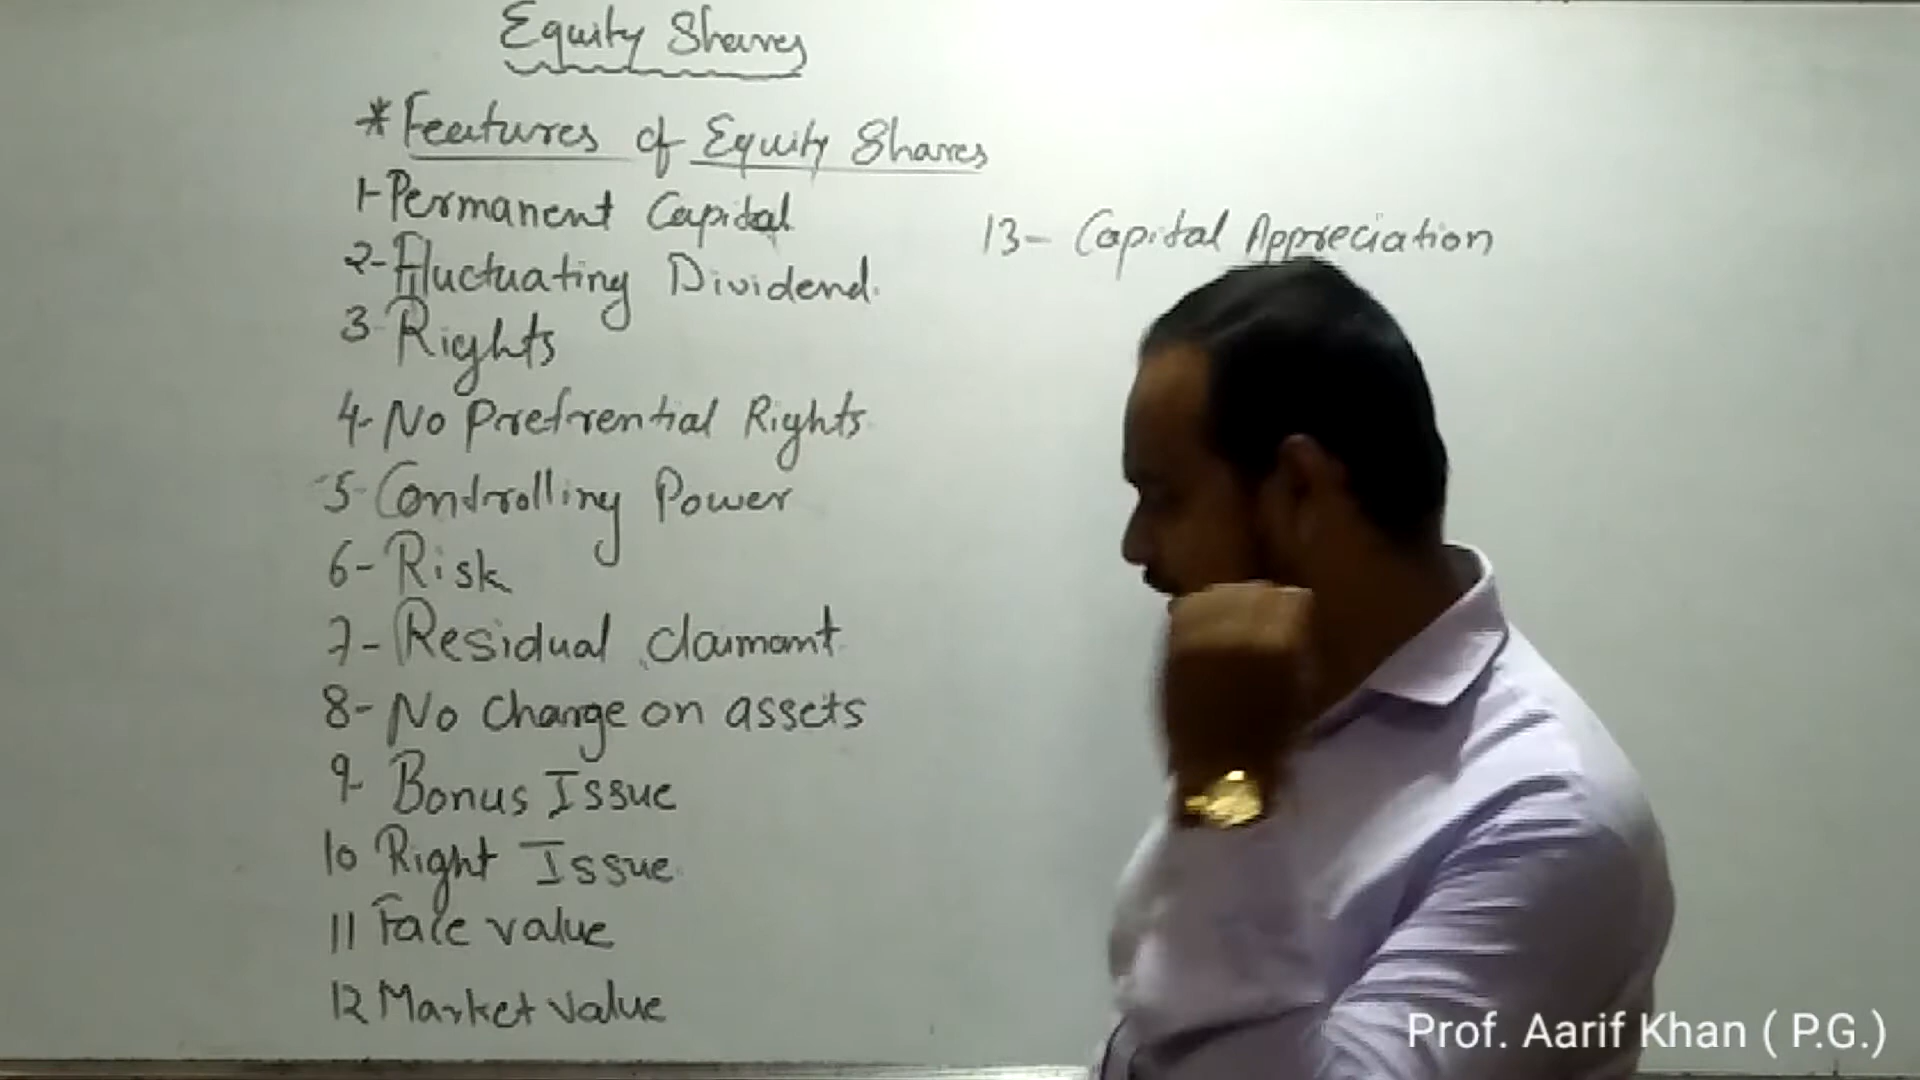 Equity Shares
* Features of Equity Shares
1- Permanent Capital
2- Fluctuating Dividend.
3- Rights
4- No Prefrential Rights
5- Controlling Power
6- Risk
7- Residual Claimant
8- No Charge on assets
9- Bonus Issue
10 Right Issue
11 Face value
12 Market value
13- Capital Appreciation
Prof. Aarif Khan ( P.G.)